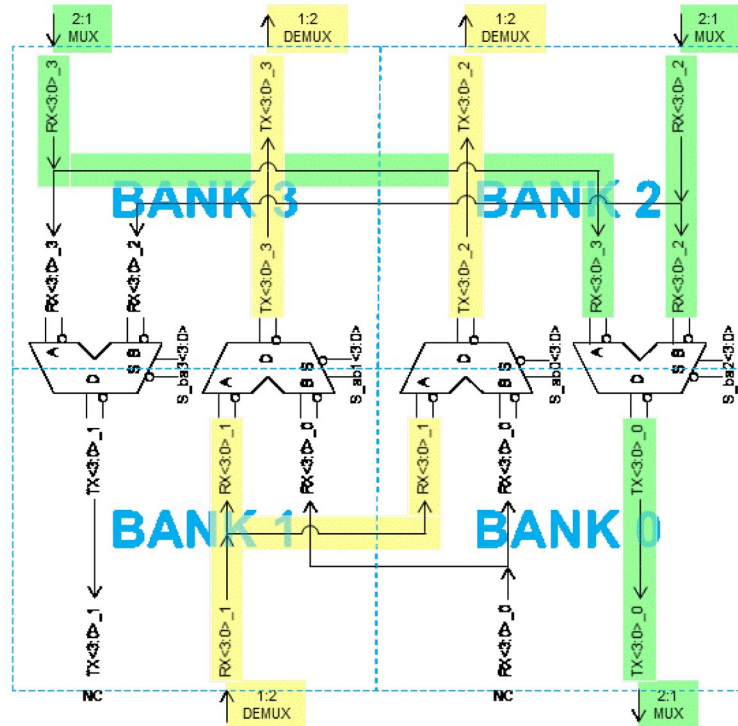 2:1
MUX
1:2
DEMUX
1:2
DEMUX
2:1
MUX
RX<3:0>_3
TX<3:0>_3
TX<3:0>_2
RX<3:0>_2
BANK 3
BANK 2
RX<3:0>_3
RX<3:0>_2
TX<3:0>_3
TX<3:0>_2
RX<3:0>_3
RX<3:0>_2
A
B
S
D
S_ba3<3:0>
D
A
B
S
S_ab1<3:0>
D
A
B
S
S_ab0<3:0>
A
B
S
D
S_ba2<3:0>
TX<3:0>_1
RX<3:0>_1
RX<3:0>_0
RX<3:0>_1
RX<3:0>_0
TX<3:0>_0
BANK 1
BANK 0
TX<3:0>_1
RX<3:0>_1
RX<3:0>_0
TX<3:0>_0
NC
1:2
DEMUX
NC
2:1
MUX